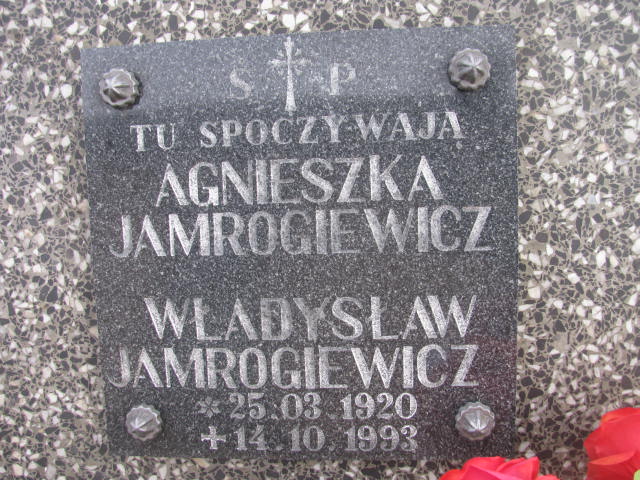 S P
TU SPOCZYWAJĄ
AGNIESZKA
JAMROGIEWICZ
WŁADYSŁAW
JAMROGIEWICZ
* 25.03.1920
+ 14.10.1993